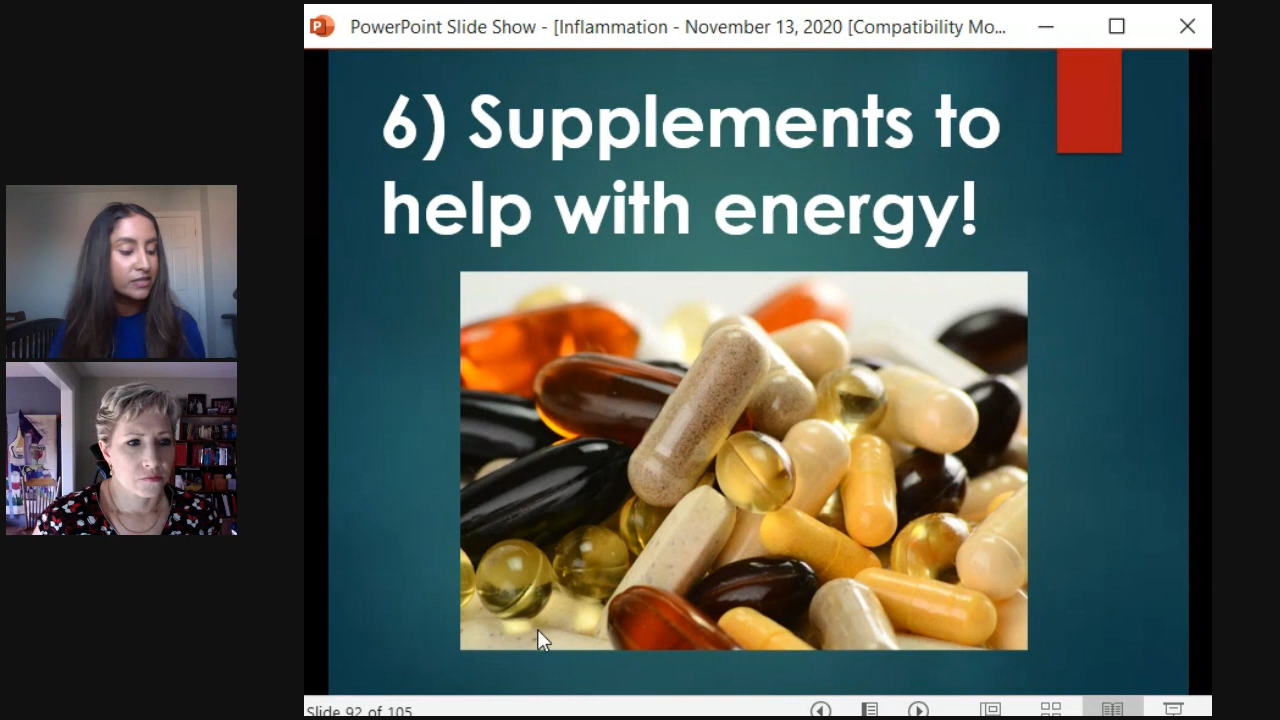 PowerPoint Slide Show - [Inflammation - November 13, 2020 [Compatibility Mo...
6) Supplements to
help with energy!
Slide 92 of 105